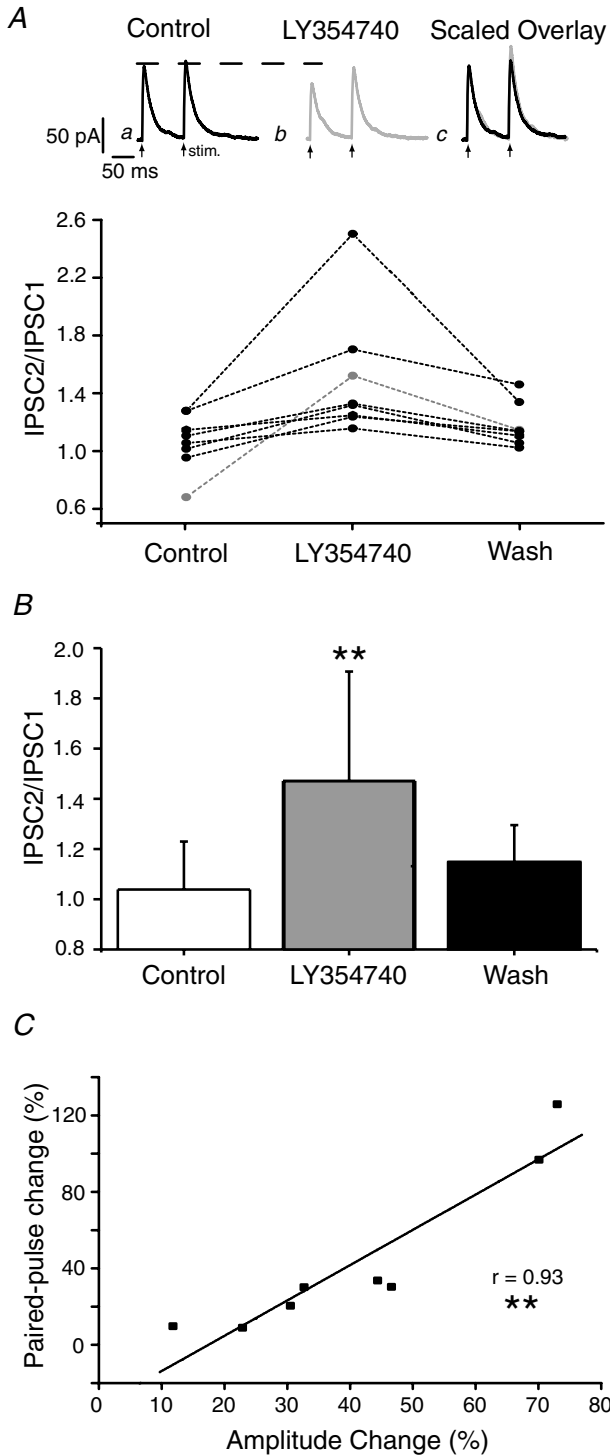 A
Control LY354740 Scaled Overlay
50 pA a b c
stim.
50 ms
2.6
2.2
1.8
1.4
1.0
0.6
IPSC2/IPSC1
Control LY354740 Wash
B
2.0
1.8
1.6
1.4
1.2
1.0
0.8
IPSC2/IPSC1
**
Control LY354740 Wash
C
120
80
40
0
Paired-pulse change (%)
r = 0.93
**
0 10 20 30 40 50 60 70 80
Amplitude Change (%)